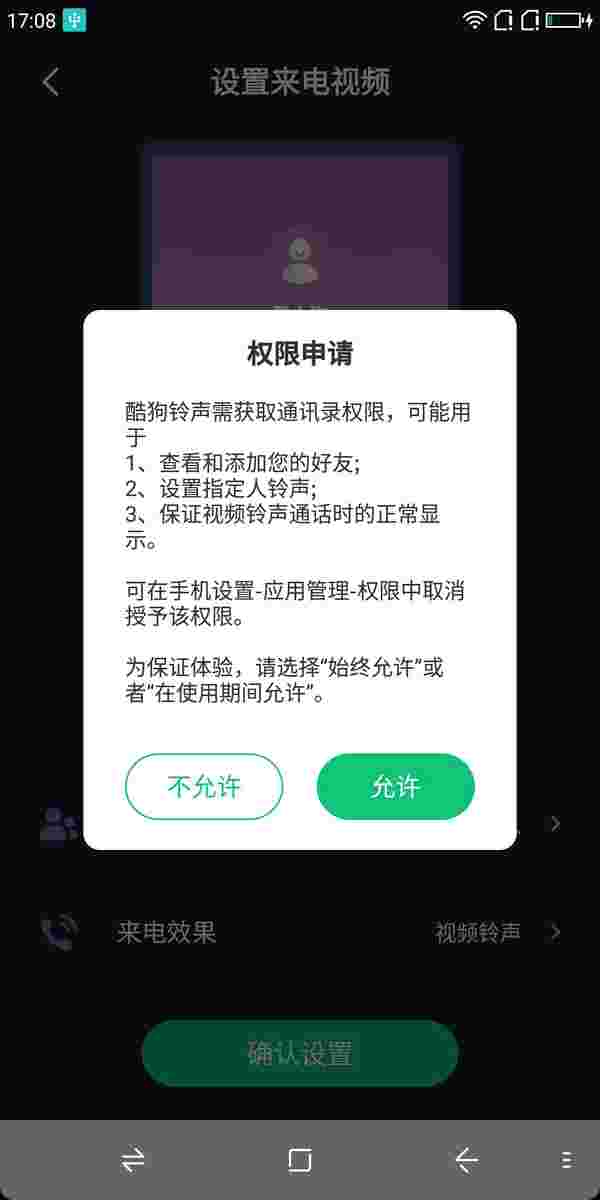 17:08
设置来电视频
权限申请
酷狗铃声需获取通讯录权限，可能用
于
1、查看和添加您的好友;
2、设置指定人铃声;
3、保证视频铃声通话时的正常显
示。
可在手机设置-应用管理-权限中取消
授予该权限。
为保证体验，请选择“始终允许”或
者“在使用期间允许”。
不允许
允许
来电效果
视频铃声
确认设置